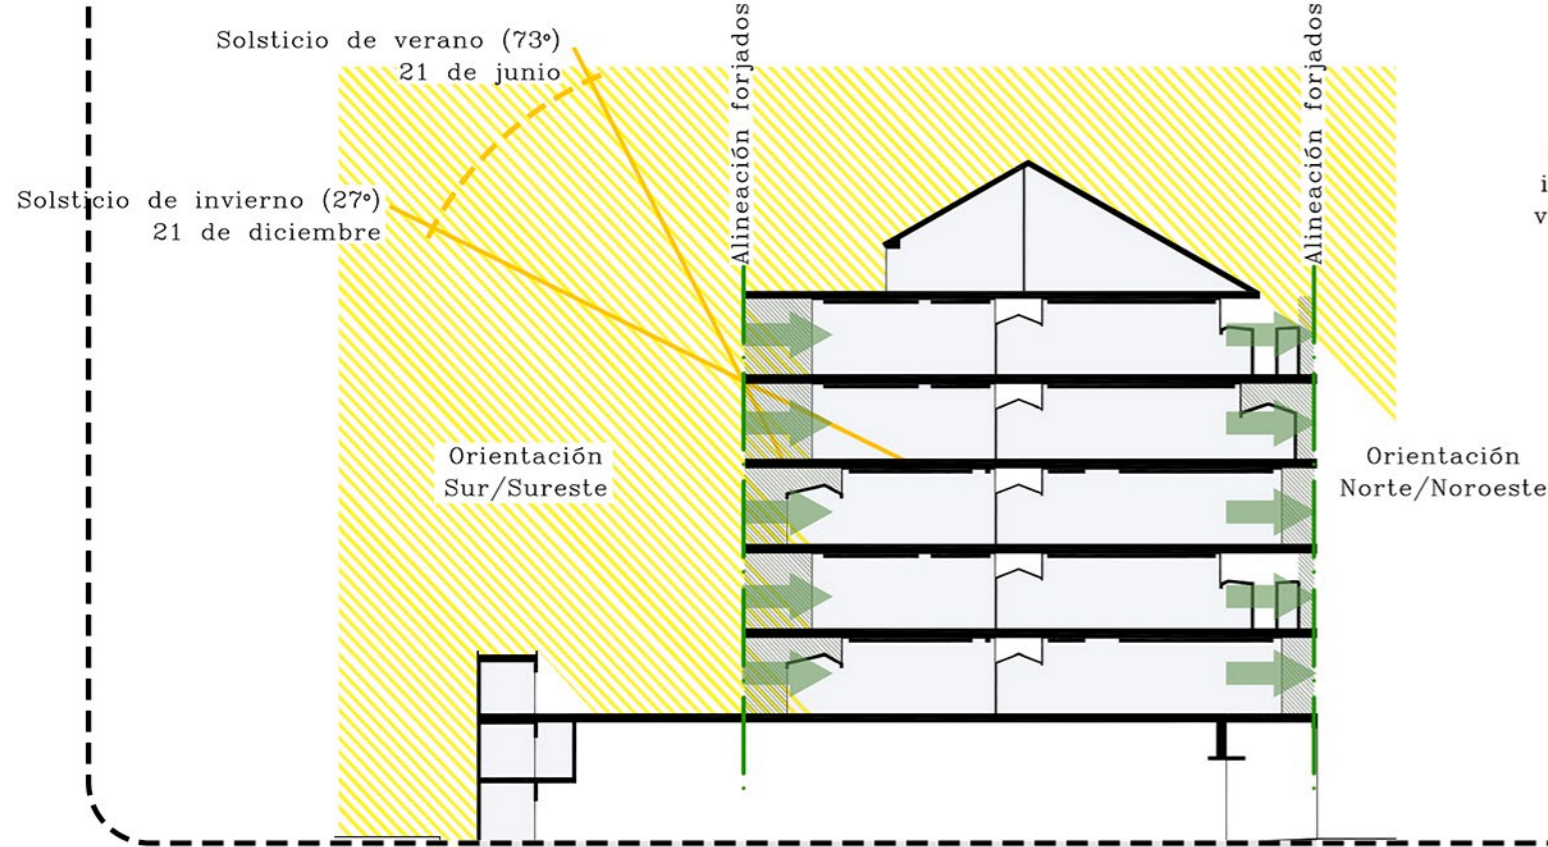 Solsticio de verano (73º)
21 de junio
Solsticio de invierno (27º)
21 de diciembre
Alineación forjados
Alineación forjados
Orientación
Sur/Sureste
Orientación
Norte/Noroeste
i
v